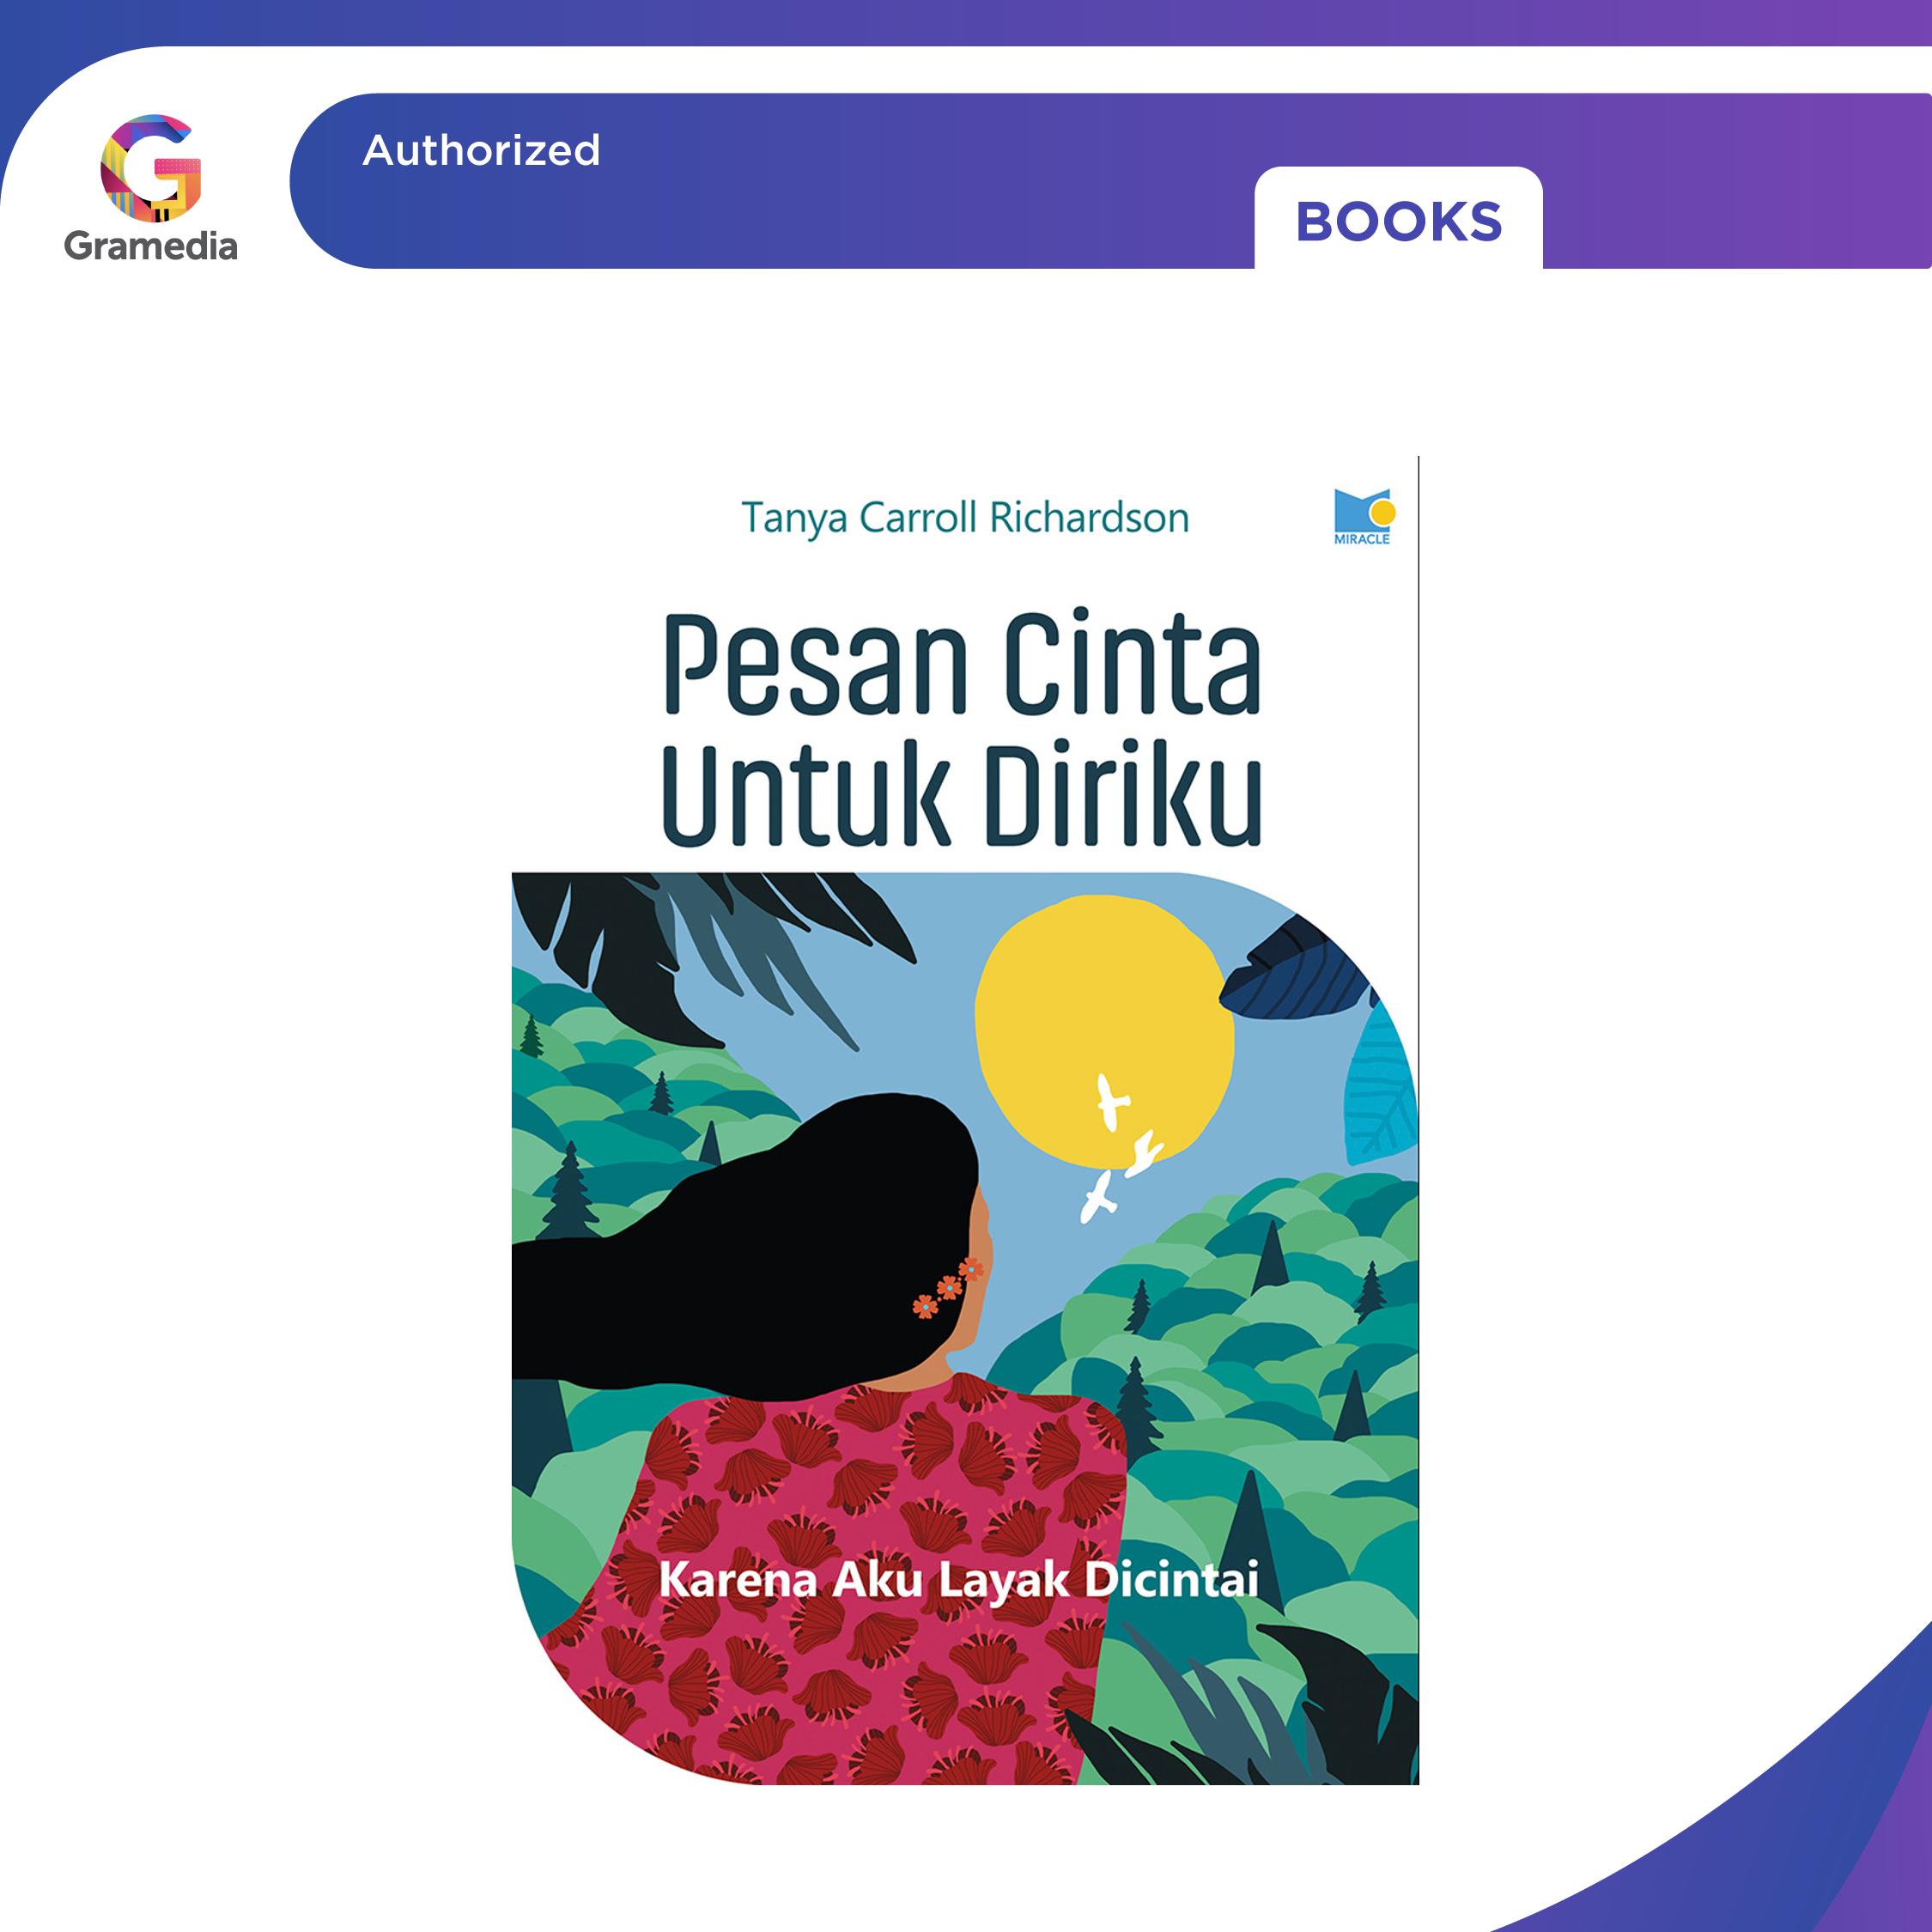 Gramedia
Authorized
BOOKS
Tanya Carroll Richardson
MIRACLE
Pesan Cinta
Untuk Diriku
Karena Aku Layak Dicintai